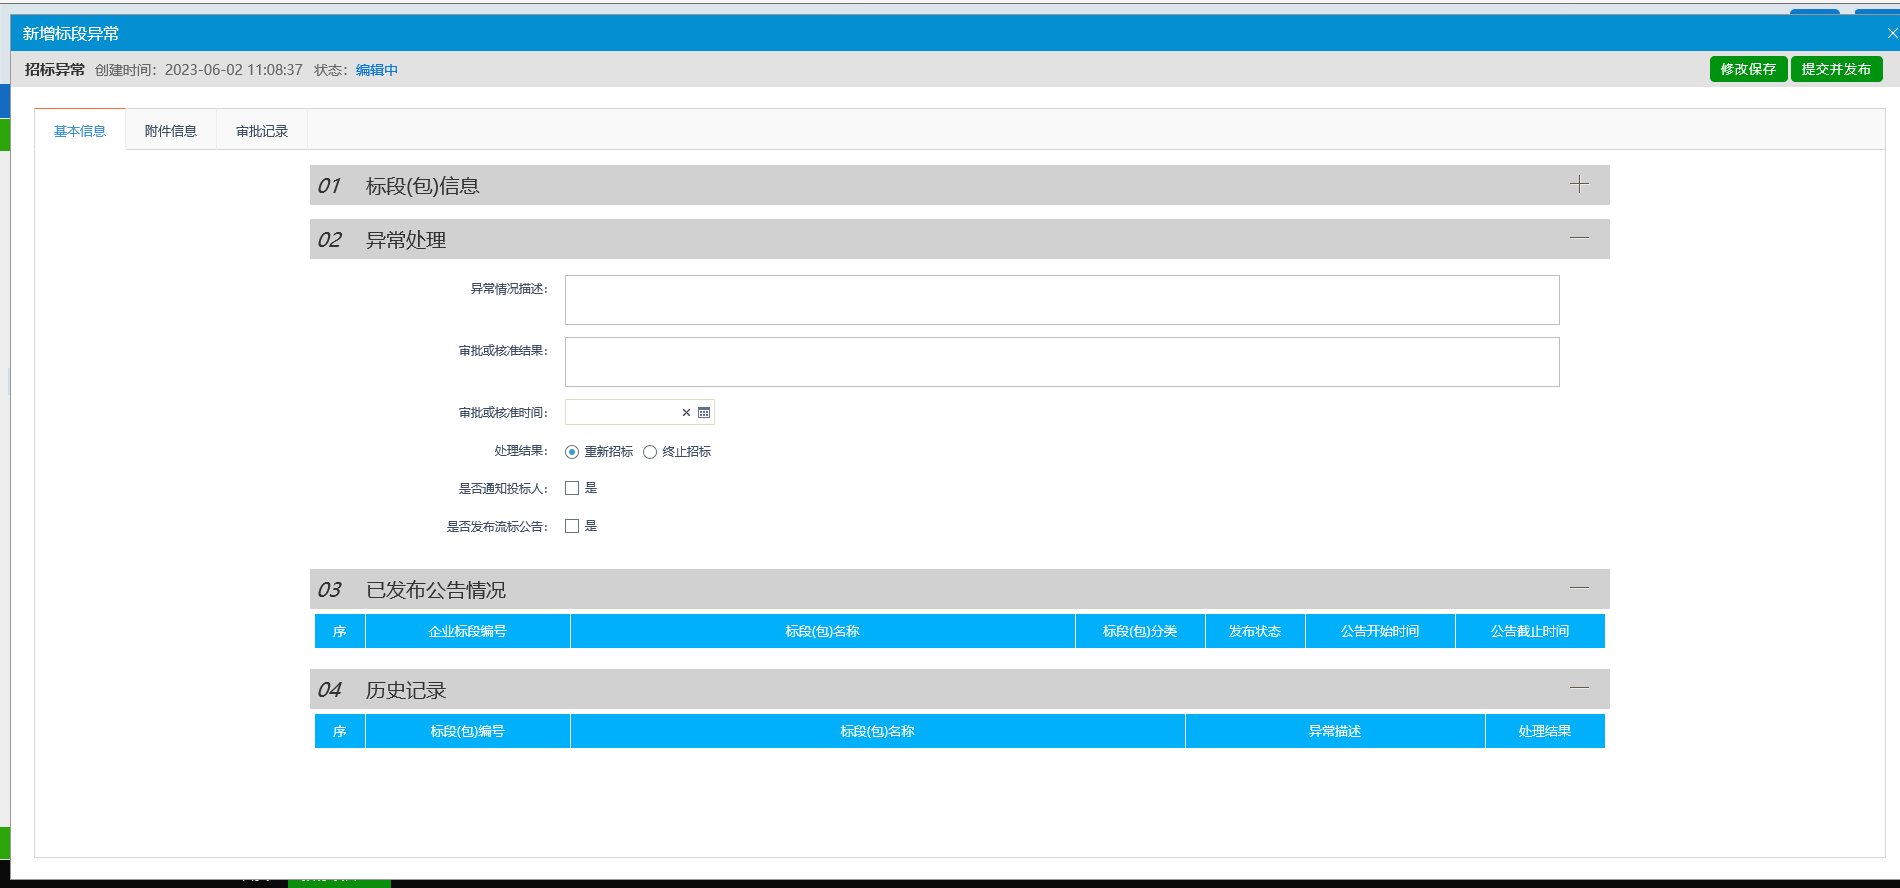 新增标段异常
招标异常 创建时间：2023-06-02 11:08:37 状态：编辑中 修改保存 提交并发布
基本信息 附件信息 审批记录
01 标段(包)信息
02 异常处理
异常情况描述：
审批或核准结果：
审批或核准时间：
处理结果： 重新招标 终止招标
是否通知投标人： 是
是否发布流标公告： 是
03 已发布公告情况
序 企业标段编号 标段(包)名称 标段(包)分类 发布状态 公告开始时间 公告截止时间
04 历史记录
序 标段(包)编号 标段(包)名称 异常描述 处理结果